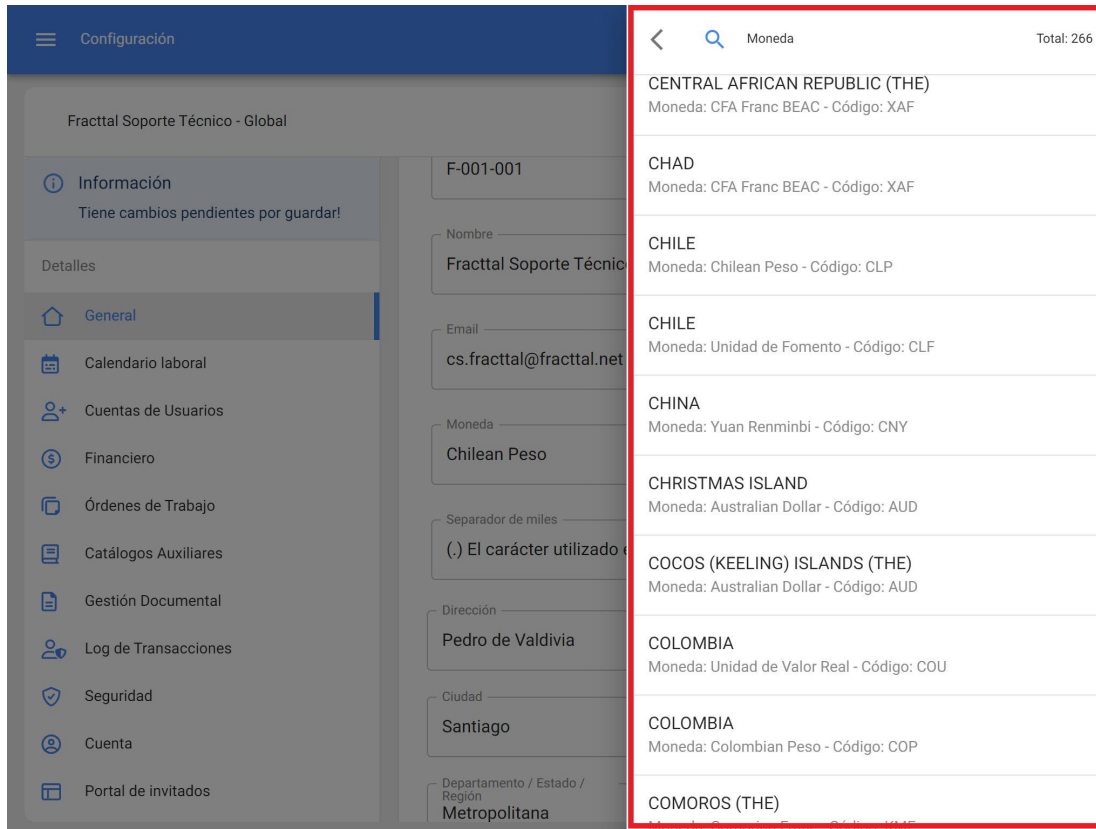 Configuración
Fracttal Soporte Técnico - Global
Información
Tiene cambios pendientes por guardar!
Detalles
General
Calendario laboral
Cuentas de Usuarios
Financiero
Órdenes de Trabajo
Catálogos Auxiliares
Gestión Documental
Log de Transacciones
Seguridad
Cuenta
Portal de invitados
F-001-001
Nombre
Fracttal Soporte Técnic
Email
cs.fracttal@fracttal.net
Moneda
Chilean Peso
Separador de miles
(.) El carácter utilizado
Dirección
Pedro de Valdivia
Ciudad
Santiago
Departamento / Estado /
Región
Metropolitana
Moneda
Total: 266
CENTRAL AFRICAN REPUBLIC (THE)
Moneda: CFA Franc BEAC - Código: XAF
CHAD
Moneda: CFA Franc BEAC - Código: XAF
CHILE
Moneda: Chilean Peso - Código: CLP
CHILE
Moneda: Unidad de Fomento - Código: CLF
CHINA
Moneda: Yuan Renminbi - Código: CNY
CHRISTMAS ISLAND
Moneda: Australian Dollar - Código: AUD
COCOS (KEELING) ISLANDS (THE)
Moneda: Australian Dollar - Código: AUD
COLOMBIA
Moneda: Unidad de Valor Real - Código: COU
COLOMBIA
Moneda: Colombian Peso - Código: COP
COMOROS (THE)